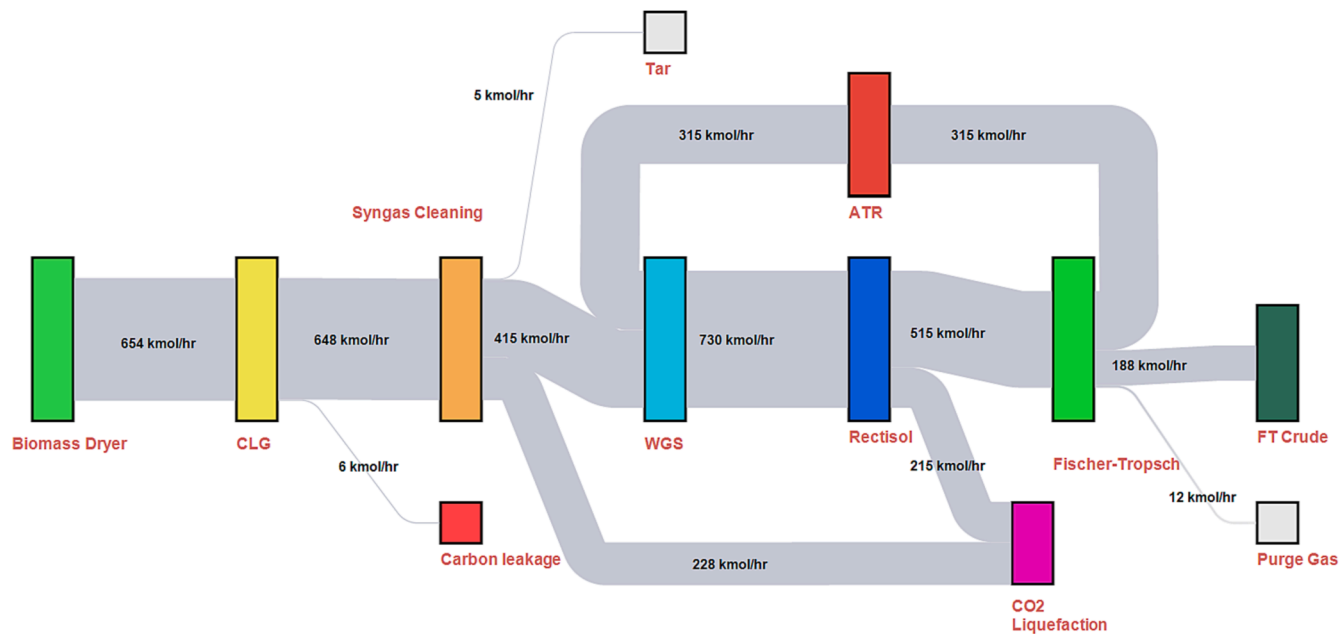 Tar
5 kmol/hr
315 kmol/hr
315 kmol/hr
Syngas Cleaning
ATR
654 kmol/hr
648 kmol/hr
415 kmol/hr
730 kmol/hr
515 kmol/hr
188 kmol/hr
Biomass Dryer
CLG
WGS
Rectisol
FT Crude
6 kmol/hr
215 kmol/hr
Fischer-Tropsch
12 kmol/hr
Carbon leakage
228 kmol/hr
Purge Gas
CO2
Liquefaction